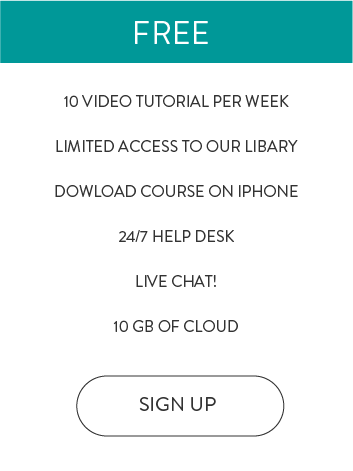 FREE
10 VIDEO TUTORIAL PER WEEK
LIMITED ACCESS TO OUR LIBARY
DOWLOAD COURSE ON IPHONE
24/7 HELP DESK
LIVE CHAT!
10 GB OF CLOUD
SIGN UP